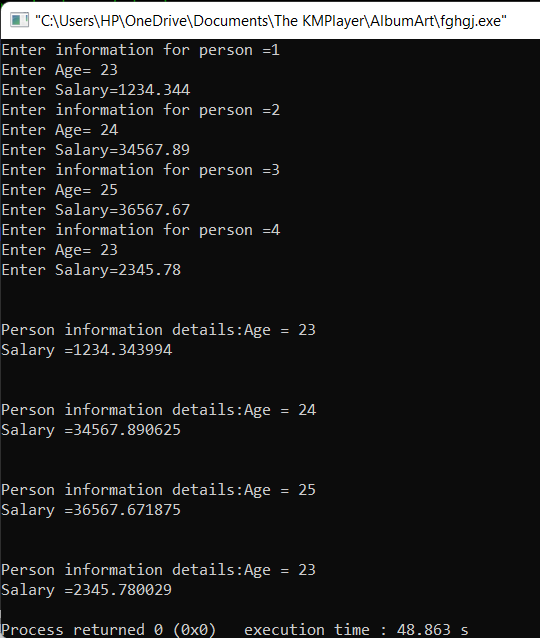 "C:\Users\HP\OneDrive\Documents\The KMPlayer\AlbumArt\fghgj.exe"
Enter information for person =1
Enter Age= 23
Enter Salary=1234.344
Enter information for person =2
Enter Age= 24
Enter Salary=34567.89
Enter information for person =3
Enter Age= 25
Enter Salary=36567.67
Enter information for person =4
Enter Age= 23
Enter Salary=2345.78
Person information details:Age = 23
Salary =1234.343994
Person information details:Age = 24
Salary =34567.890625
Person information details:Age = 25
Salary =36567.671875
Person information details:Age = 23
Salary =2345.780029
Process returned 0 (0x0)   execution time : 48.863 s